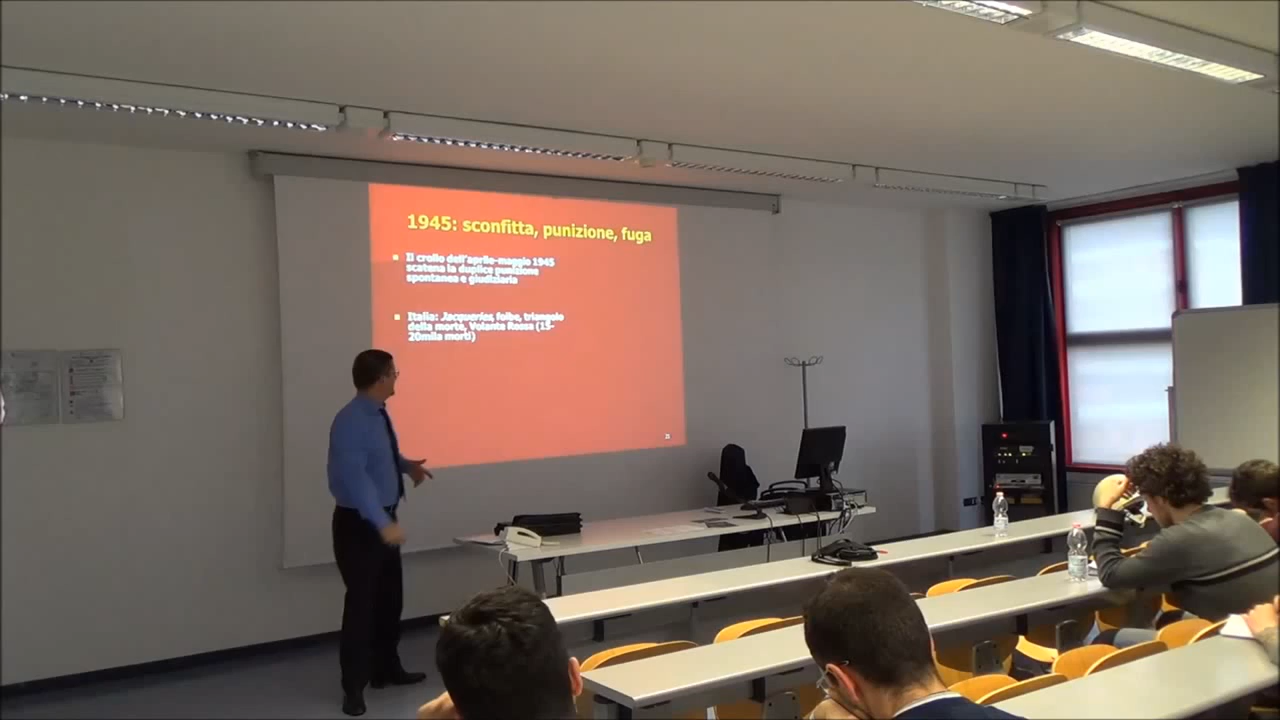 1945: sconfitta, punizione, fuga
Il crollo dell'aprile-maggio 1945
scatena la duplice punizione
spontanea e giudiziaria
Italia: Jacqueries, foibe, triangolo
della morte, Volante Rossa (15-
20mila morti)